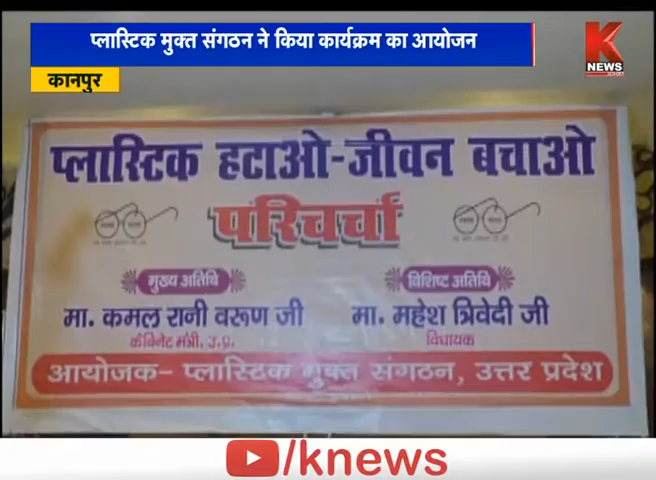 प्लास्टिक मुक्त संगठन ने किया कार्यक्रम का आयोजन
कानपुर
K
NEWS
प्लास्टिक हटाओ-जीवन बचाओ
परिचर्चा
मुख्य अतिथि
विशिष्ट अतिथि
मा. कमल रानी वरूण जी
मा. महेश त्रिवेदी जी
कैबिनेट मंत्री, उ.प्र.
विधायक
आयोजक- प्लास्टिक मुक्त संगठन, उत्तर प्रदेश
/knews